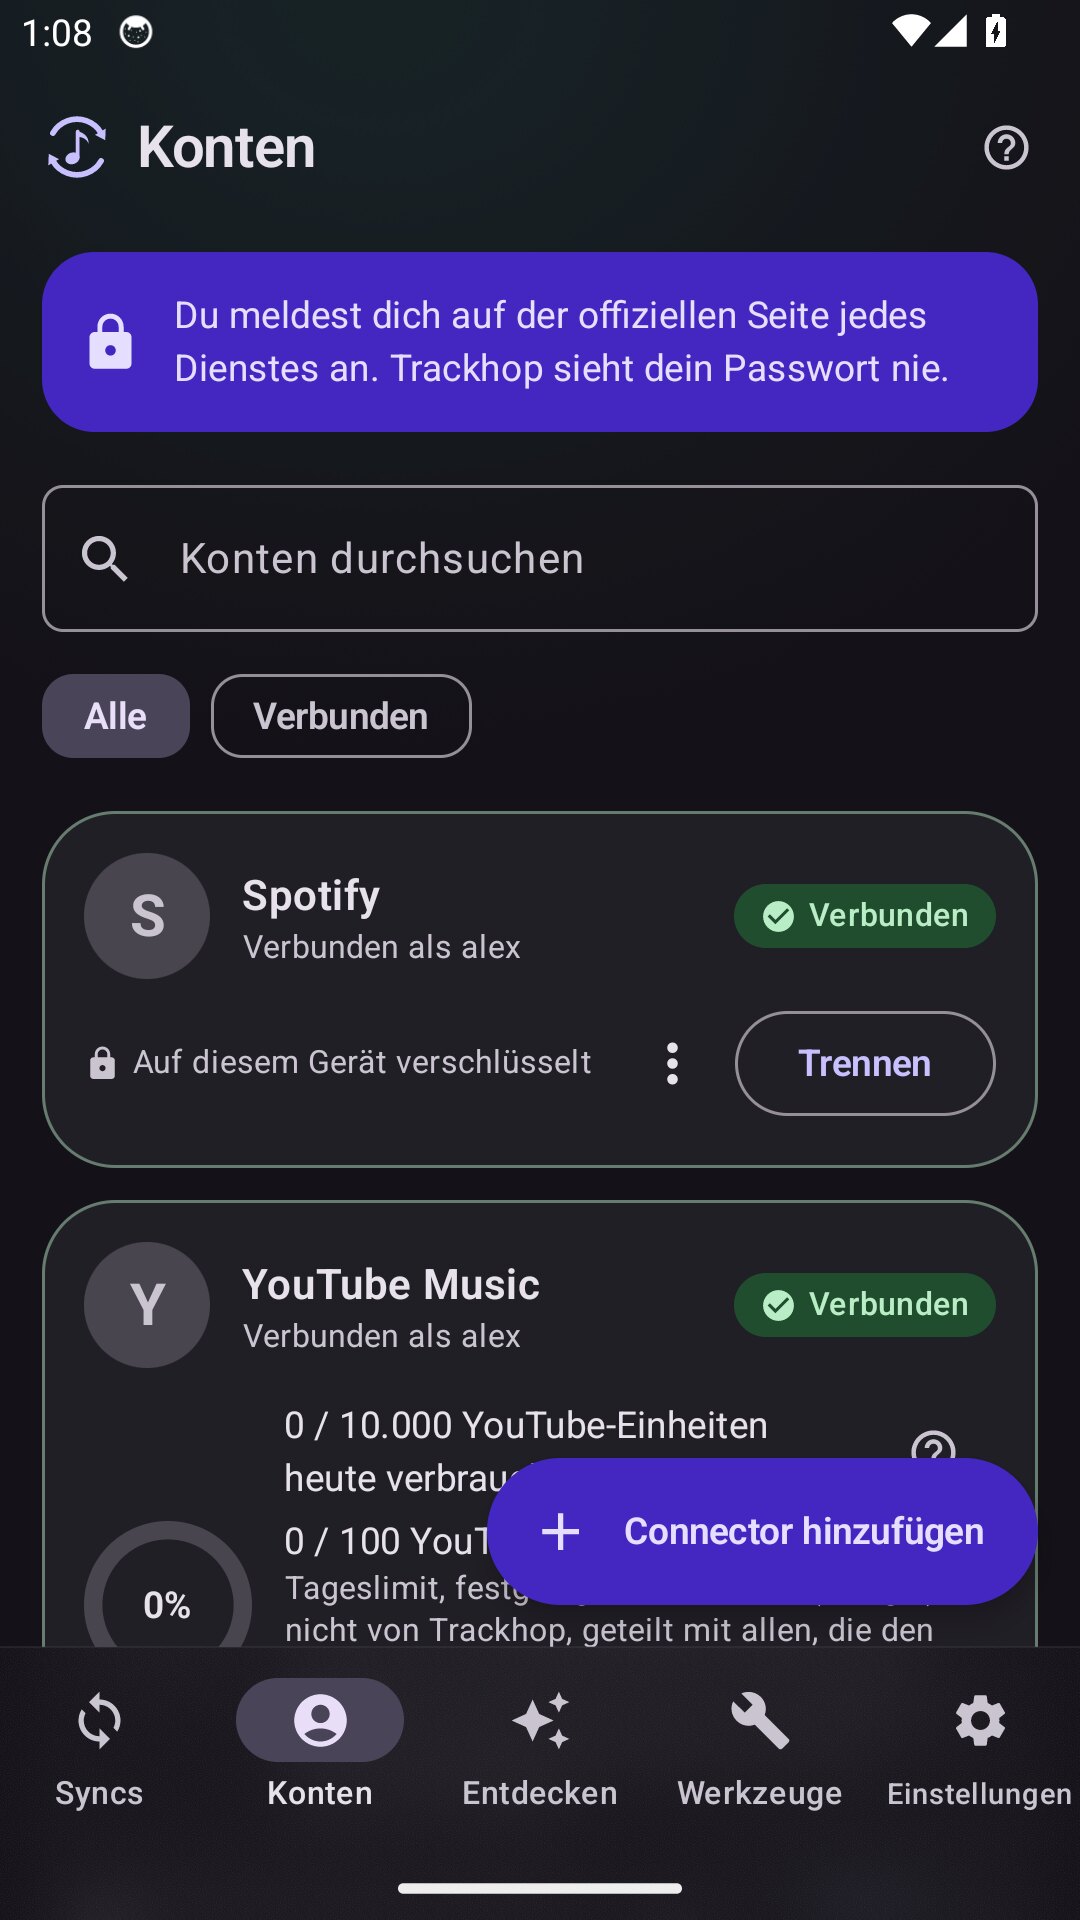 1:08
Konten
Du meldest dich auf der offiziellen Seite jedes
Dienstes an. Trackhop sieht dein Passwort nie.
Konten durchsuchen
Alle
Verbunden
S
Spotify
Verbunden als alex
Verbunden
Auf diesem Gerät verschlüsselt
Trennen
Y
YouTube Music
Verbunden als alex
Verbunden
0 / 10.000 YouTube-Einheiten
heute
0 / 100
Tageslimit,
nicht von Trackhop, geteilt mit allen, die den
0%
Connector hinzufügen
Syncs
Konten
Entdecken
Werkzeuge
Einstellungen